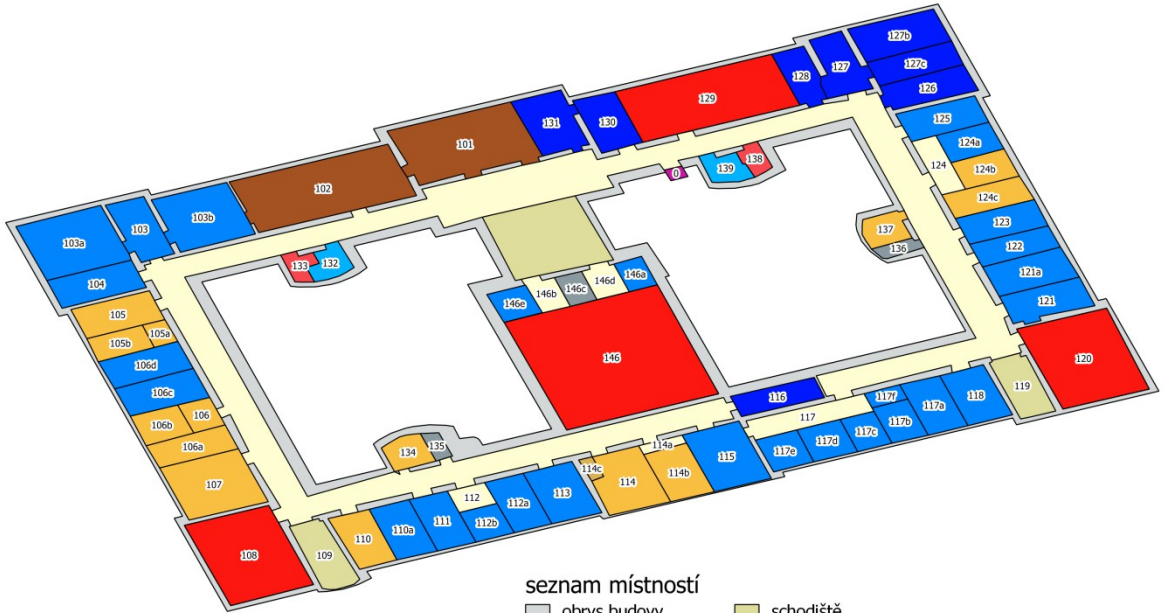 127b
127
127c
128
126
129
131
130
125
101
124a
124
124b
102
139
138
0
124c
103b
137
123
103
136
103a
122
133
132
146d
146a
121a
104
146c
146b
146e
121
105
105a
105b
146
120
106d
106c
116
119
118
117f
117a
106
117
117b
106b
117c
117d
106a
114a
117e
135
115
134
114c
114b
107
114
113
112
112a
111
112b
110a
110
108
109
seznam místností
obrys budovy
schodiště